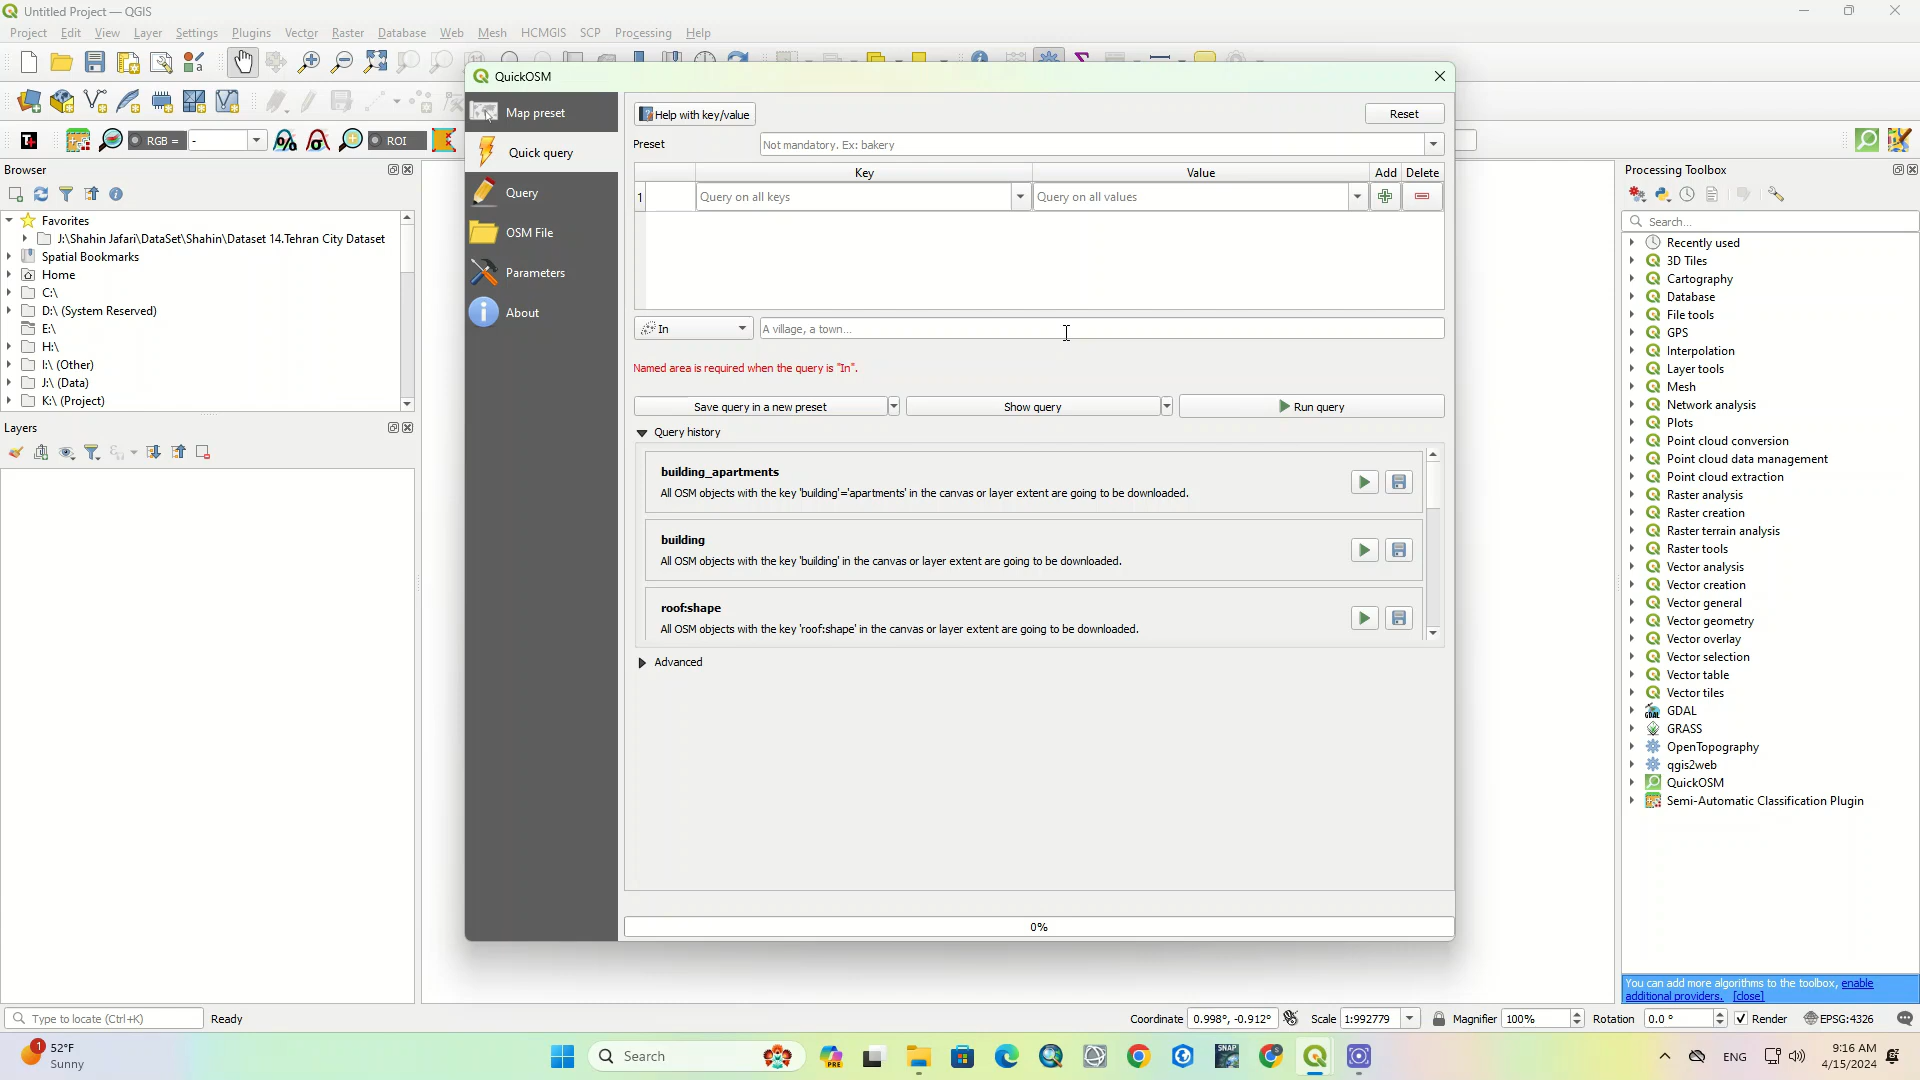 Untitled Project — QGIS
Project Edit View Layer Settings Plugins Vector Raster Database Web Mesh HCMGIS SCP Processing Help
RGB = - ROI
Browser
Favorites
J:\Shahin Jafari\DataSet\Shahin\Dataset 14.Tehran City Dataset
Spatial Bookmarks
Home
C:\
D:\ (System Reserved)
E:\
H:\
I:\ (Other)
J:\ (Data)
K:\ (Project)
Layers
QuickOSM
Map preset
Quick query
Query
OSM File
Parameters
About
Help with key/value
Reset
Preset
Not mandatory. Ex: bakery
Key Value Add Delete
1 Query on all keys Query on all values
In A village, a town...
Named area is required when the query is "In".
Save query in a new preset Show query Run query
Query history
building_apartments
All OSM objects with the key 'building'='apartments' in the canvas or layer extent are going to be downloaded.
building
All OSM objects with the key 'building' in the canvas or layer extent are going to be downloaded.
roof:shape
All OSM objects with the key 'roof:shape' in the canvas or layer extent are going to be downloaded.
Advanced
0%
Processing Toolbox
Search...
Recently used
3D Tiles
Cartography
Database
File tools
GPS
Interpolation
Layer tools
Mesh
Network analysis
Plots
Point cloud conversion
Point cloud data management
Point cloud extraction
Raster analysis
Raster creation
Raster terrain analysis
Raster tools
Vector analysis
Vector creation
Vector general
Vector geometry
Vector overlay
Vector selection
Vector table
Vector tiles
GDAL
GRASS
OpenTopography
qgis2web
QuickOSM
Semi-Automatic Classification Plugin
You can add more algorithms to the toolbox, enable
additional providers. [close]
Type to locate (Ctrl+K) Ready Coordinate 0.998°, -0.912° Scale 1:992779 Magnifier 100% Rotation 0.0 ° Render EPSG:4326
1 52°F
Sunny
Search
PRE
SNAP
ENG
9:16 AM
4/15/2024